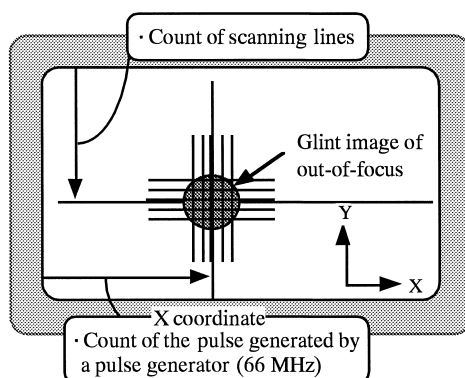 · Count of scanning lines
Glint image of
out-of-focus
Y
X
X coordinate
· Count of the pulse generated by
a pulse generator (66 MHz)